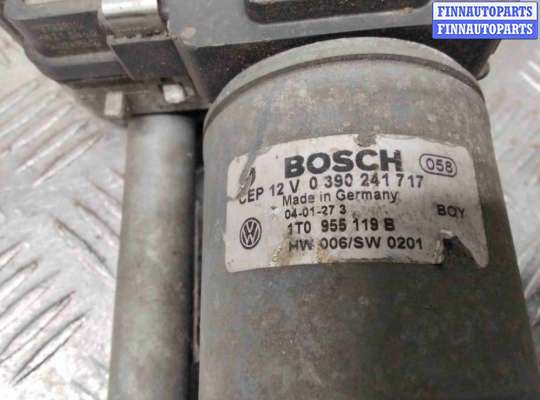 FINNAUTOPARTS
FINNAUTOPARTS
BOSCH 058
CEP 12 V 0 390 241 717
Made in Germany
04-01-27 3 BOY
1T0 955 119 B
HW 006/SW 0201